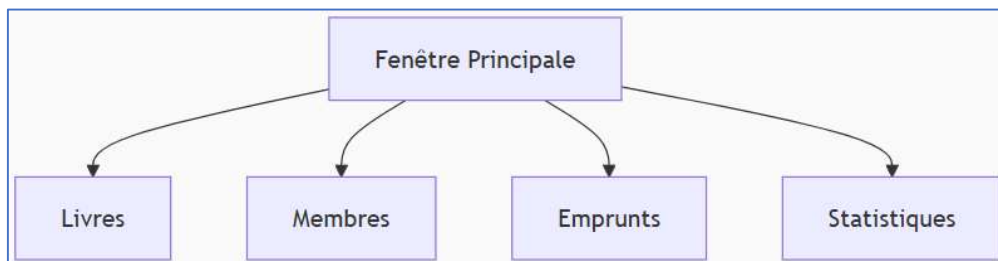 Fenêtre Principale
Livres
Membres
Emprunts
Statistiques